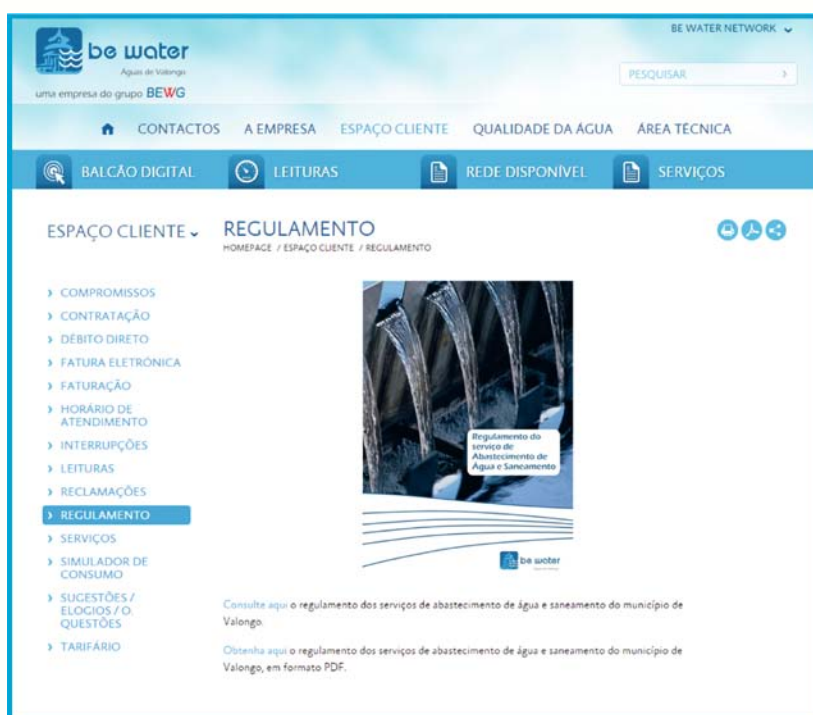 BE WATER NETWORK
be water
Águas de Valongo
uma empresa do grupo BEWG
PESQUISAR
CONTACTOS A EMPRESA ESPAÇO CLIENTE QUALIDADE DA ÁGUA ÁREA TÉCNICA
BALCÃO DIGITAL LEITURAS REDE DISPONÍVEL SERVIÇOS
ESPAÇO CLIENTE
REGULAMENTO
HOMEPAGE / ESPAÇO CLIENTE / REGULAMENTO
COMPROMISSOS
CONTRATAÇÃO
DÉBITO DIRETO
FATURA ELETRÓNICA
FATURAÇÃO
HORÁRIO DE
ATENDIMENTO
INTERRUPÇÕES
LEITURAS
RECLAMAÇÕES
REGULAMENTO
SERVIÇOS
SIMULADOR DE
CONSUMO
SUGESTÕES /
ELOGIOS / O.
QUESTÕES
TARIFÁRIO
Regulamento do
serviço de
Abastecimento de
Água e Saneamento
be water
Consulte aqui o regulamento dos serviços de abastecimento de água e saneamento do município de
Valongo.
Obtenha aqui o regulamento dos serviços de abastecimento de água e saneamento do município de
Valongo, em formato PDF.